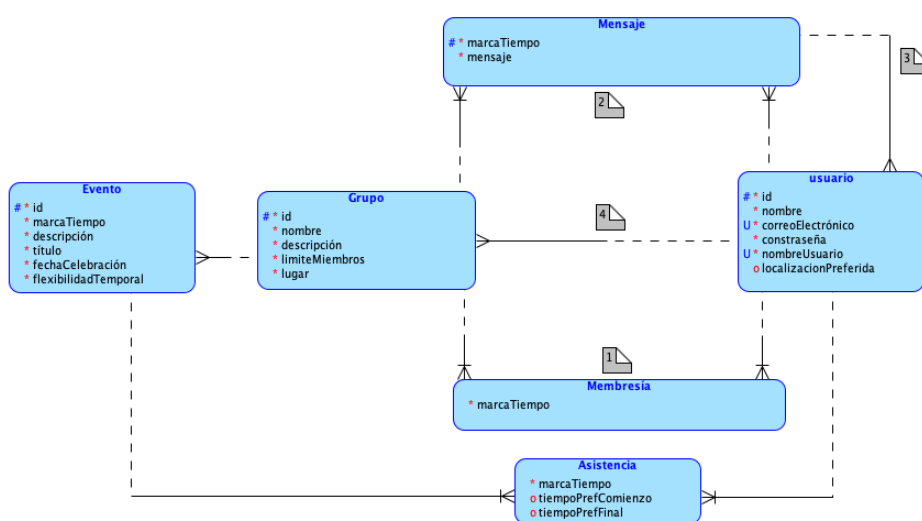 Mensaje
# * marcaTiempo
* mensaje
3
2
Evento
# * id
* marcaTiempo
* descripción
* título
* fechaCelebración
* flexibilidadTemporal
Grupo
# * id
* nombre
* descripción
* limiteMiembros
* lugar
4
usuario
# * id
* nombre
U * correoElectrónico
* constraseña
U * nombreUsuario
o localizacionPreferida
1
Membresía
* marcaTiempo
Asistencia
* marcaTiempo
o tiempoPrefComienzo
o tiempoPrefFinal